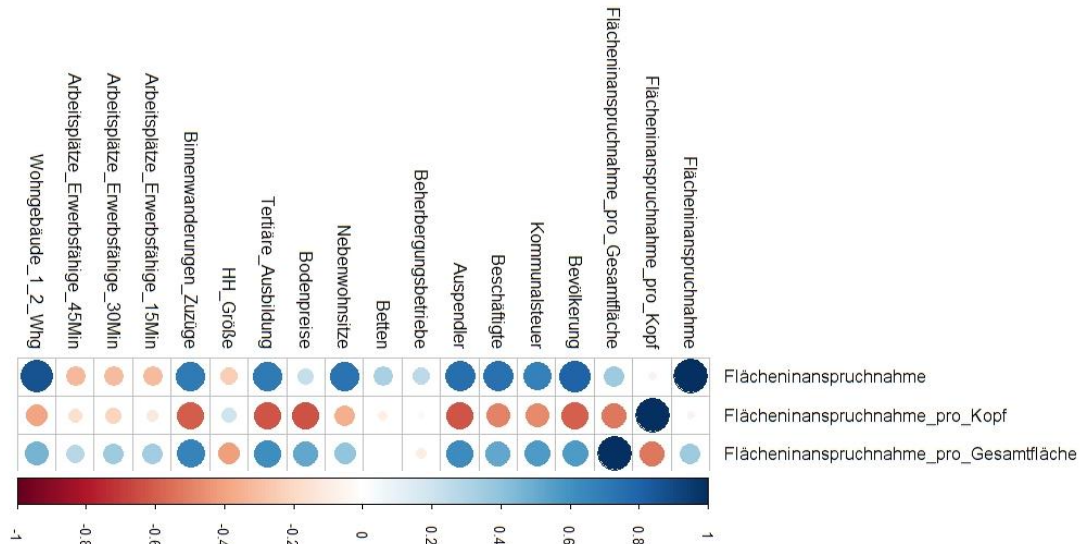 Wohngebäude_1_2_Whg
Arbeitsplätze_Erwerbsfähige_45Min
Arbeitsplätze_Erwerbsfähige_30Min
Arbeitsplätze_Erwerbsfähige_15Min
Binnenwanderungen_Zuzüge
HH_Größe
Tertiäre_Ausbildung
Bodenpreise
Nebenwohnsitze
Betten
Beherbergungsbetriebe
Auspendler
Beschäftigte
Kommunalsteuer
Bevölkerung
Flächeninanspruchnahme_pro_Gesamtfläche
Flächeninanspruchnahme_pro_Kopf
Flächeninanspruchnahme
Flächeninanspruchnahme
Flächeninanspruchnahme_pro_Kopf
Flächeninanspruchnahme_pro_Gesamtfläche
-1
-0.8
-0.6
-0.4
-0.2
0
0.2
0.4
0.6
0.8
1